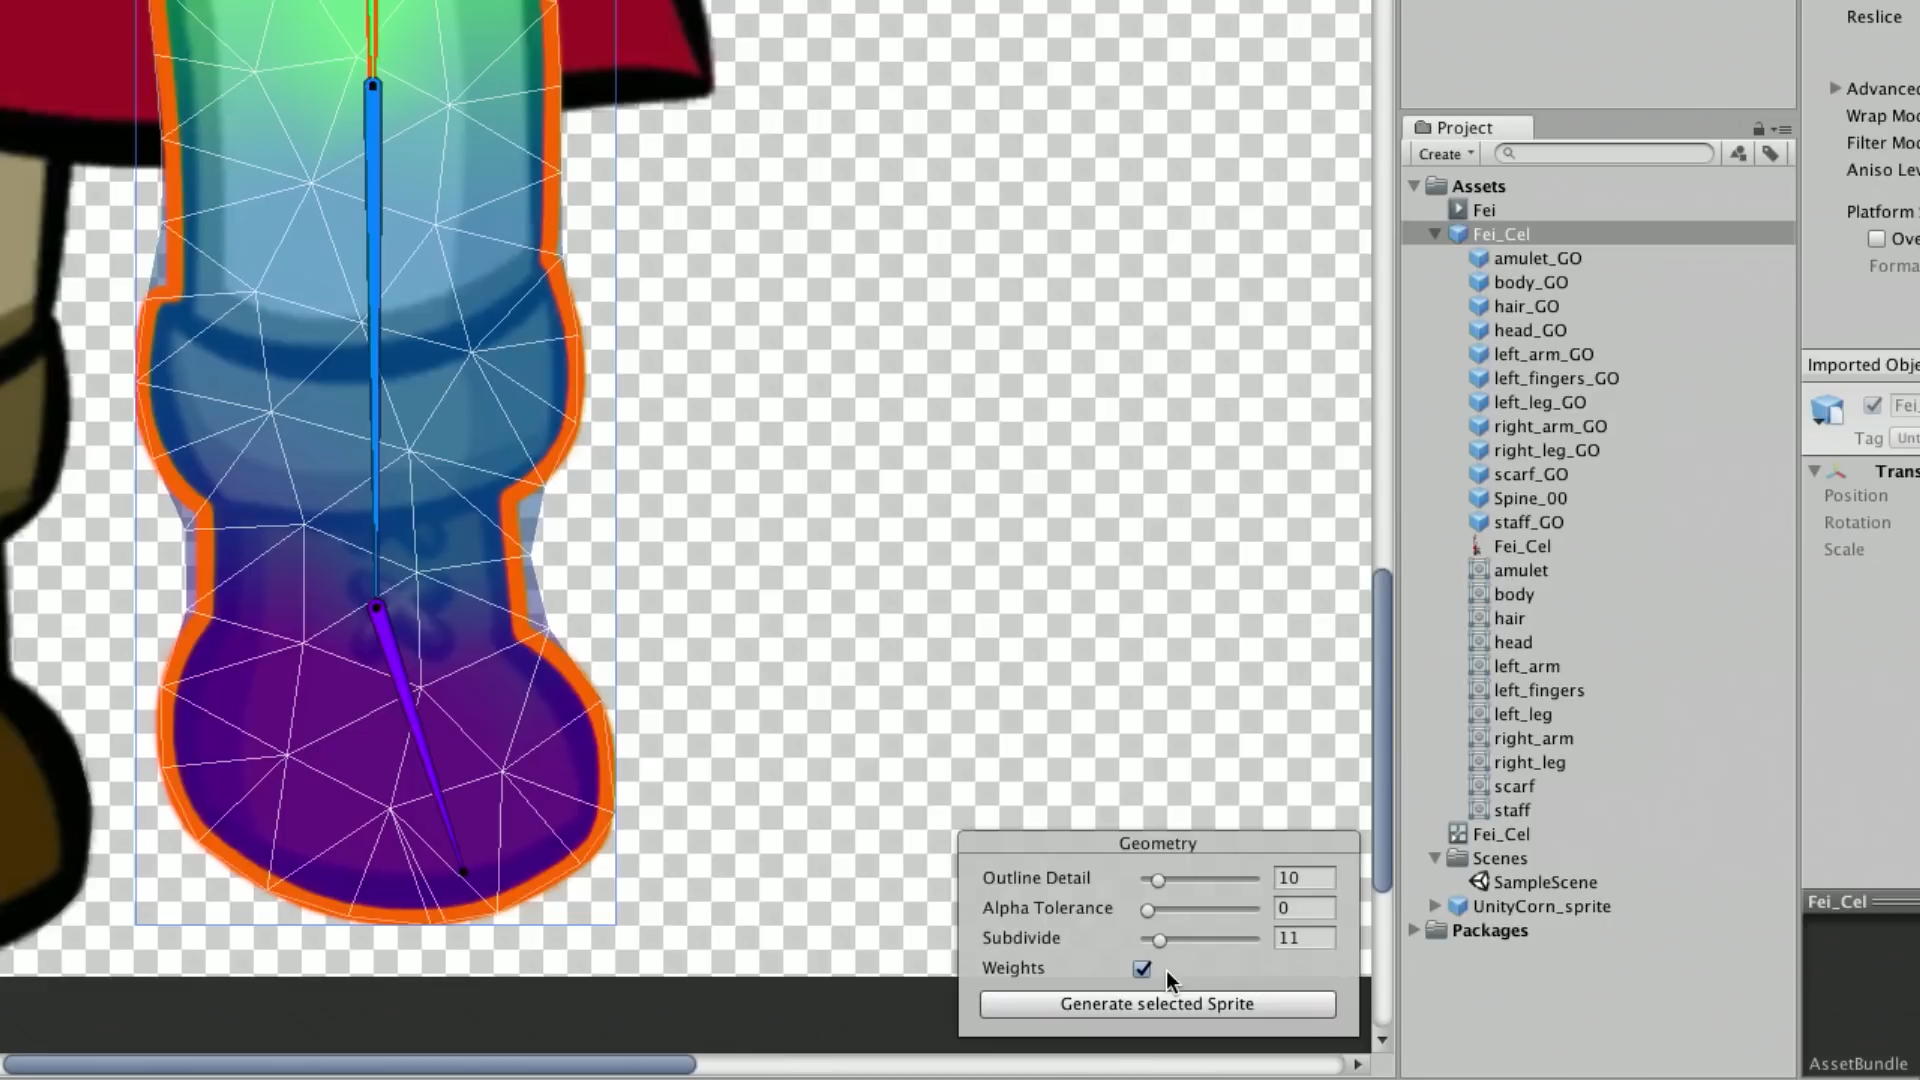 Geometry
Outline Detail 10
Alpha Tolerance 0
Subdivide 11
Weights
Generate selected Sprite
Project
Create
Assets
Fei
Fei_Cel
amulet_GO
body_GO
hair_GO
head_GO
left_arm_GO
left_fingers_GO
left_leg_GO
right_arm_GO
right_leg_GO
scarf_GO
Spine_00
staff_GO
Fei_Cel
amulet
body
hair
head
left_arm
left_fingers
left_leg
right_arm
right_leg
scarf
staff
Fei_Cel
Scenes
SampleScene
UnityCorn_sprite
Packages
Reslice
Advanced
Wrap Mod
Filter Mod
Aniso Lev
Platform
Ove
Forma
Imported Obje
Fei_
Tag Unt
Trans
Position
Rotation
Scale
Fei_Cel
AssetBundle